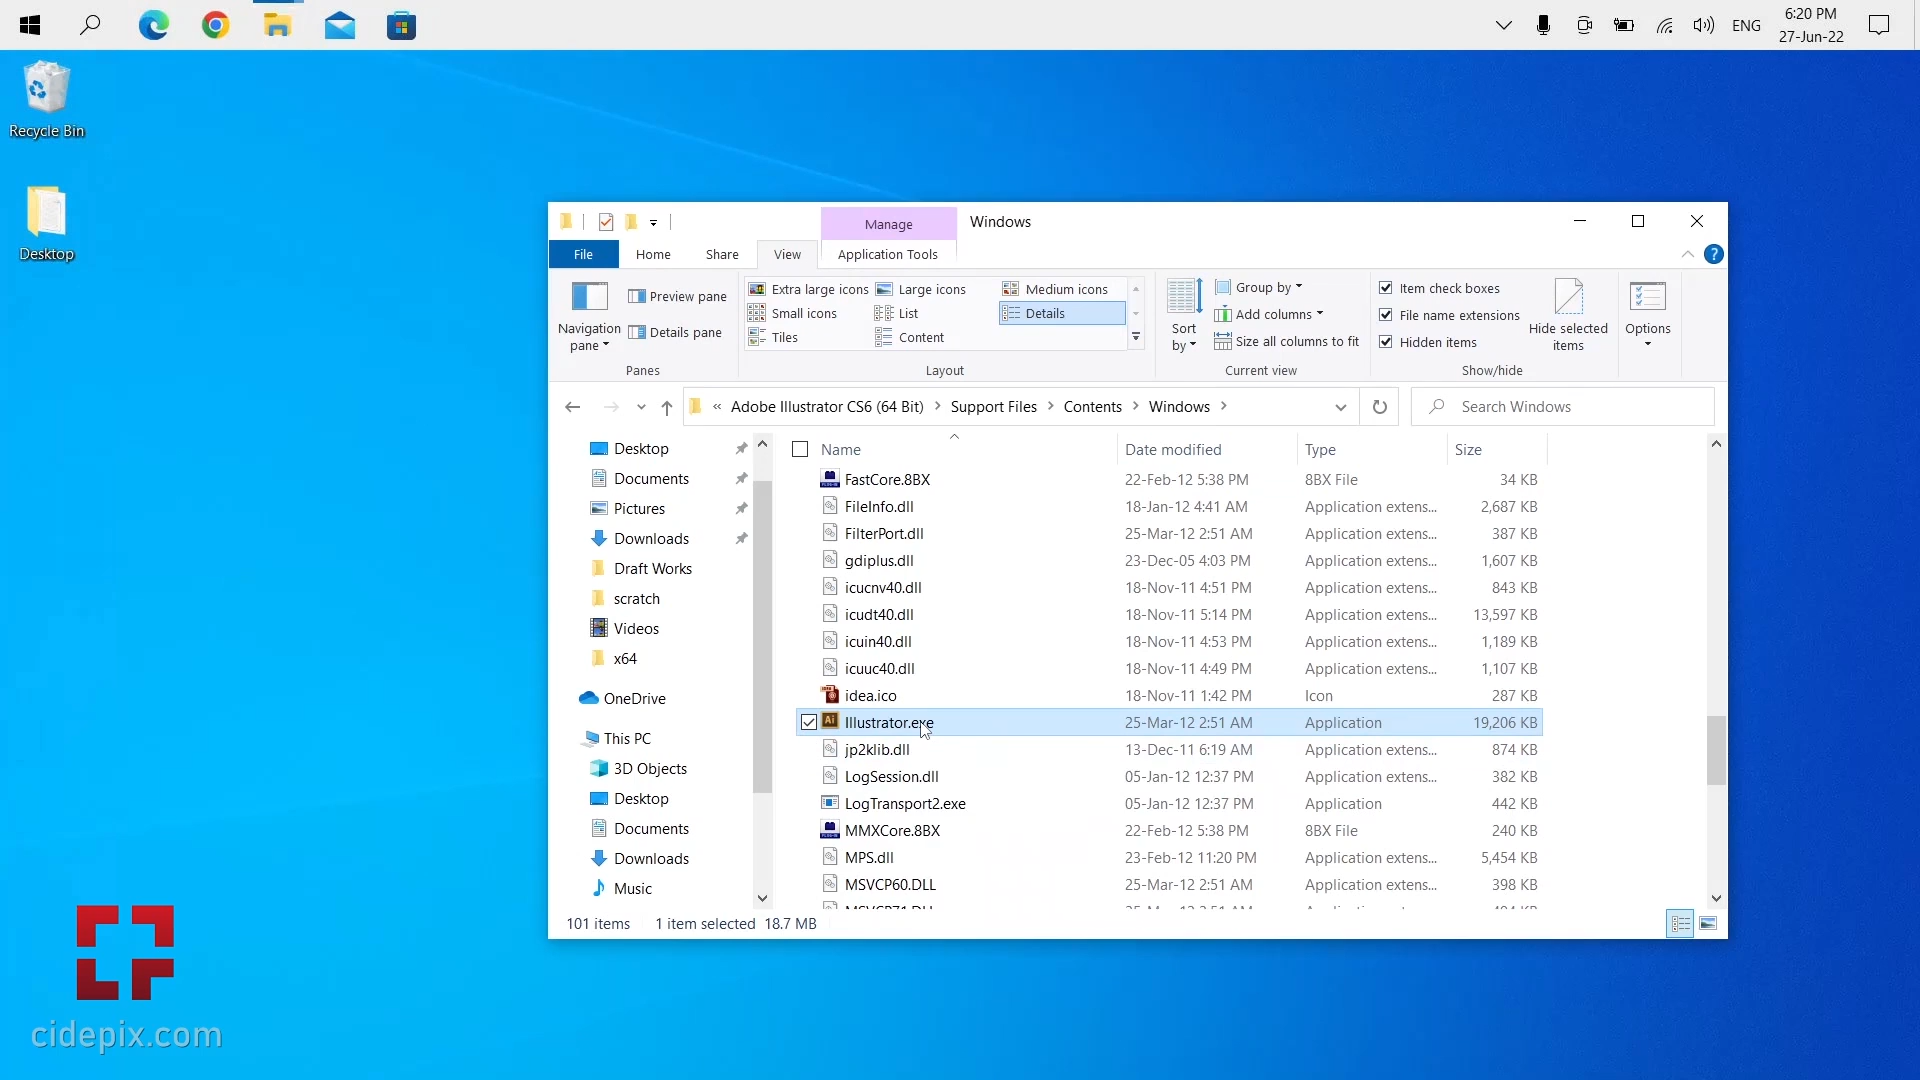 6:20 PM
ENG
27-Jun-22
Recycle Bin
Desktop
Manage
Windows
File
Home
Share
View
Application Tools
Navigation pane
Preview pane
Details pane
Panes
Extra large icons
Large icons
Medium icons
Small icons
List
Details
Tiles
Content
Layout
Sort by
Group by
Add columns
Size all columns to fit
Current view
Item check boxes
File name extensions
Hidden items
Hide selected items
Show/hide
Options
« Adobe Illustrator CS6 (64 Bit) > Support Files > Contents > Windows >
Search Windows
Desktop
Documents
Pictures
Downloads
Draft Works
scratch
Videos
x64
OneDrive
This PC
3D Objects
Desktop
Documents
Downloads
Music
Name Date modified Type Size
FastCore.8BX 22-Feb-12 5:38 PM 8BX File 34 KB
FileInfo.dll 18-Jan-12 4:41 AM Application extens... 2,687 KB
FilterPort.dll 25-Mar-12 2:51 AM Application extens... 387 KB
gdiplus.dll 23-Dec-05 4:03 PM Application extens... 1,607 KB
icucnv40.dll 18-Nov-11 4:51 PM Application extens... 843 KB
icudt40.dll 18-Nov-11 5:14 PM Application extens... 13,597 KB
icuin40.dll 18-Nov-11 4:53 PM Application extens... 1,189 KB
icuuc40.dll 18-Nov-11 4:49 PM Application extens... 1,107 KB
idea.ico 18-Nov-11 1:42 PM Icon 287 KB
Illustrator.exe 25-Mar-12 2:51 AM Application 19,206 KB
jp2klib.dll 13-Dec-11 6:19 AM Application extens... 874 KB
LogSession.dll 05-Jan-12 12:37 PM Application extens... 382 KB
LogTransport2.exe 05-Jan-12 12:37 PM Application 442 KB
MMXCore.8BX 22-Feb-12 5:38 PM 8BX File 240 KB
MPS.dll 23-Feb-12 11:20 PM Application extens... 5,454 KB
MSVCP60.DLL 25-Mar-12 2:51 AM Application extens... 398 KB
101 items 1 item selected 18.7 MB
cidepix.com